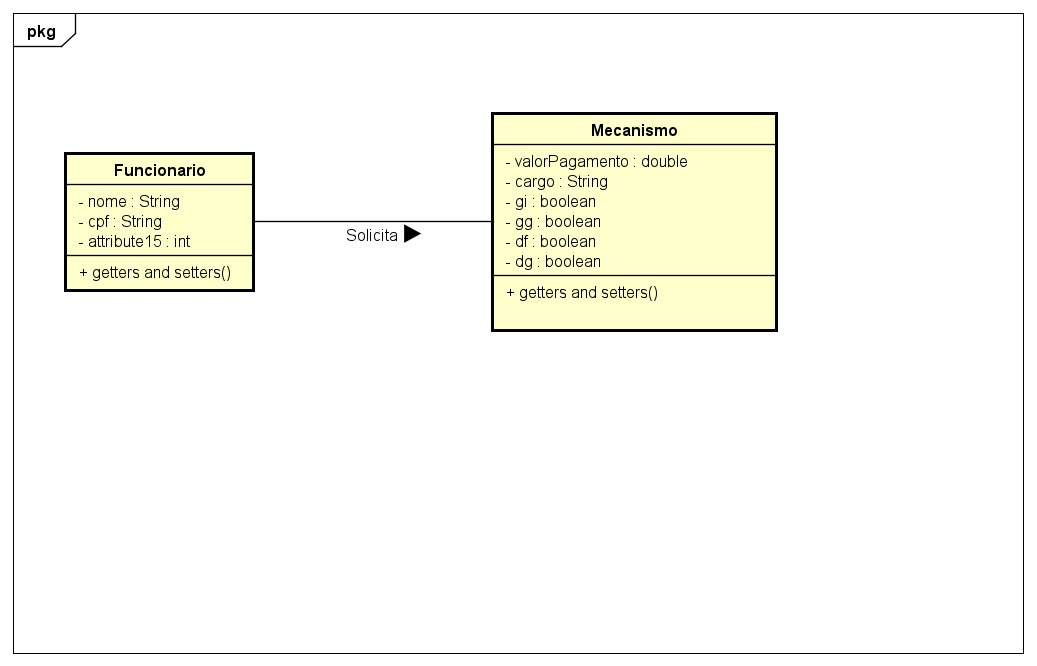 pkg
Funcionario
- nome : String
- cpf : String
- attribute15 : int
+ getters and setters()
Solicita
Mecanismo
- valorPagamento : double
- cargo : String
- gi : boolean
- gg : boolean
- df : boolean
- dg : boolean
+ getters and setters()